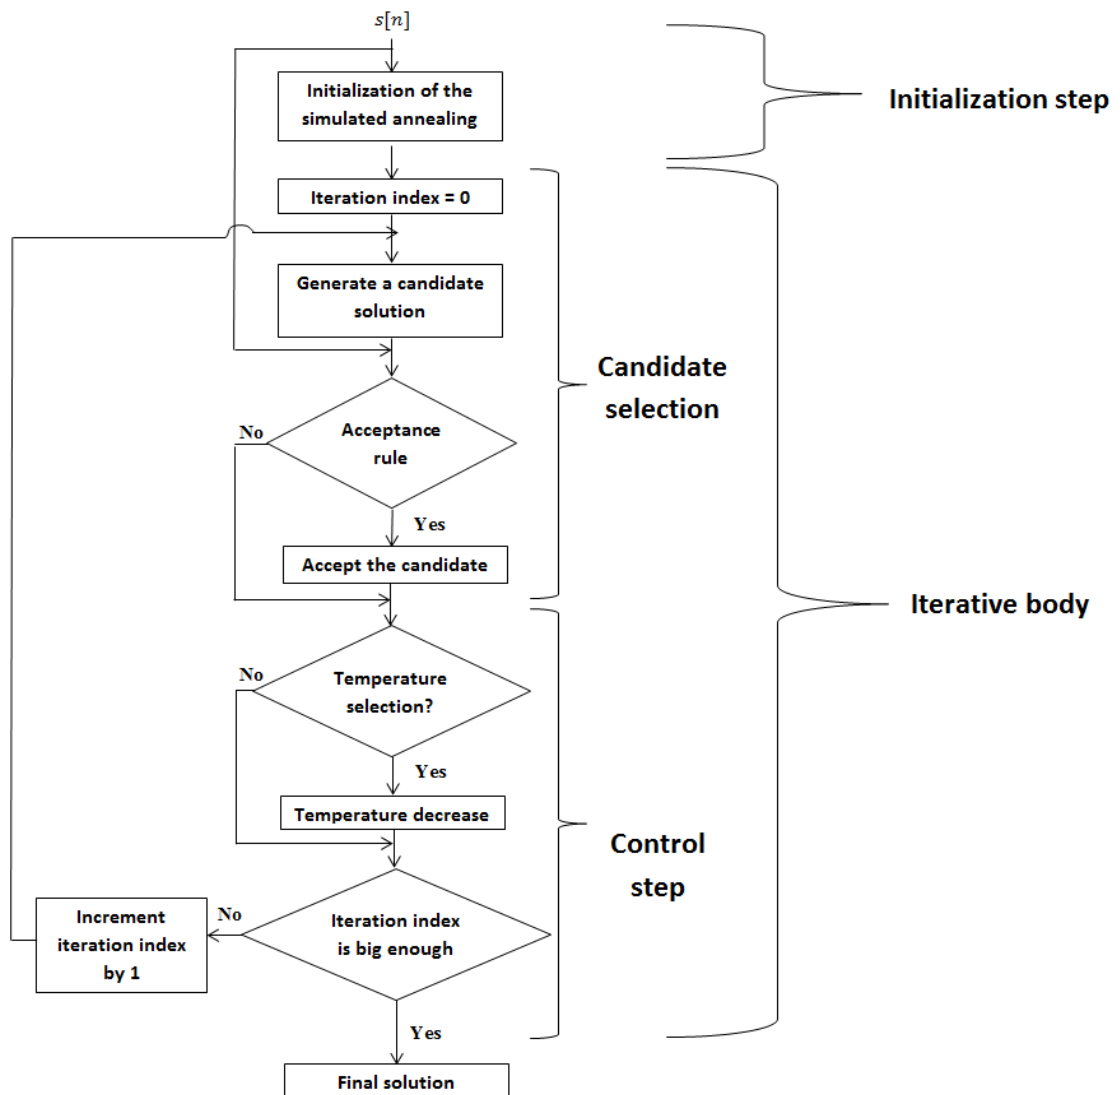 s[n]
Initialization of the
simulated annealing
Initialization step
Iteration index = 0
Generate a candidate
solution
Candidate
selection
No
Acceptance
rule
Yes
Accept the candidate
Iterative body
No
Temperature
selection?
Yes
Temperature decrease
Control
step
Increment
iteration index
by 1
No
Iteration index
is big enough
Yes
Final solution